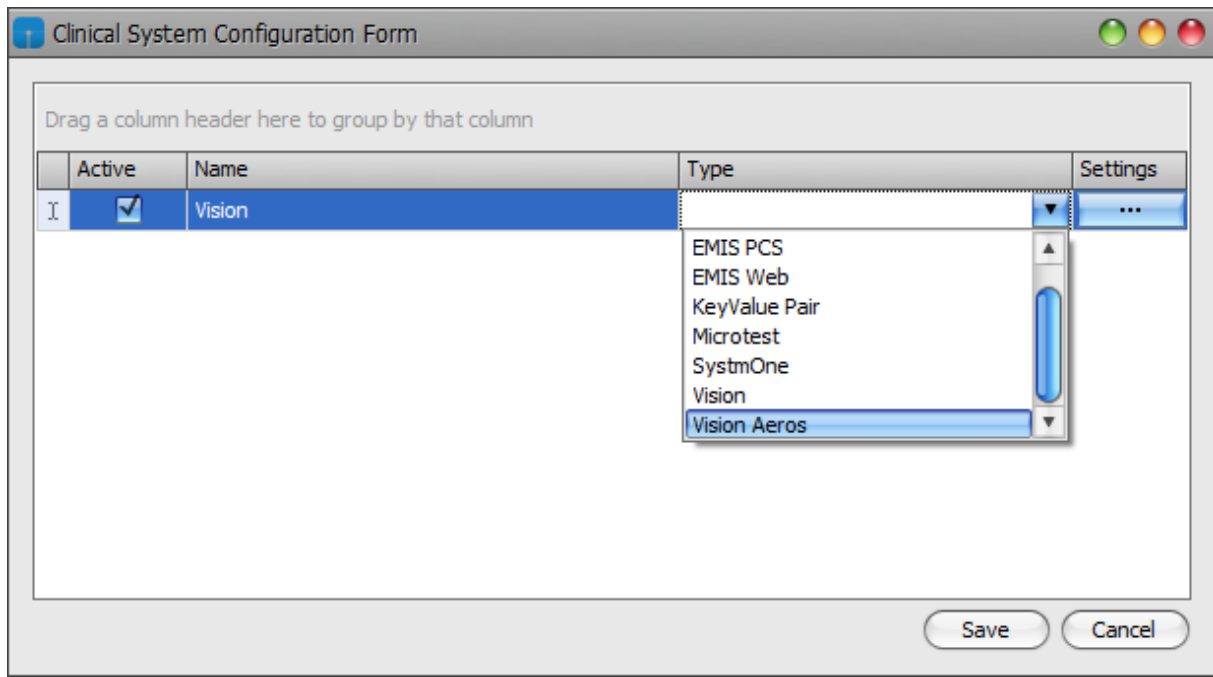 Clinical System Configuration Form
Drag a column header here to group by that column
Active Name Type Settings
Vision ...
EMIS PCS
EMIS Web
KeyValue Pair
Microtest
SystmOne
Vision
Vision Aeros
Save Cancel